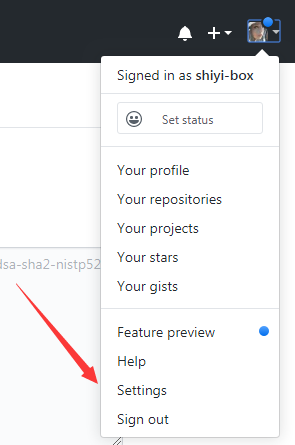 Signed in as shiyi-box
Set status
Your profile
Your repositories
Your projects
Your stars
dsa-sha2-nistp52
Your gists
Feature preview
Help
Settings
Sign out